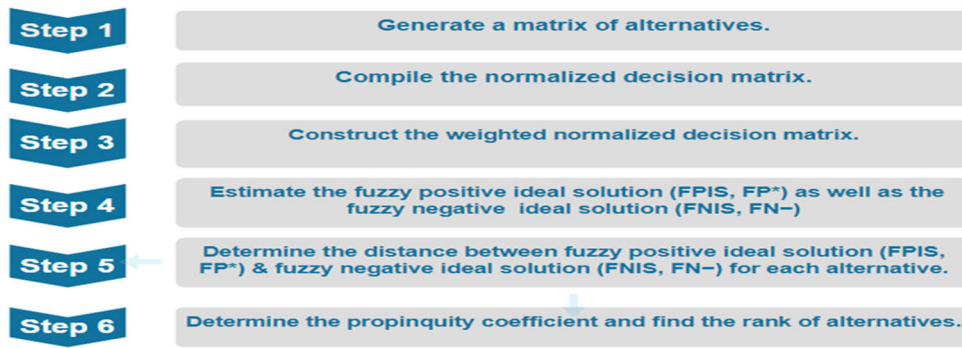 Step 1
Generate a matrix of alternatives.
Step 2
Compile the normalized decision matrix.
Step 3
Construct the weighted normalized decision matrix.
Step 4
Estimate the fuzzy positive ideal solution (FPIS, FP*) as well as the
fuzzy negative ideal solution (FNIS, FN−)
Step 5
Determine the distance between fuzzy positive ideal solution (FPIS,
FP*) & fuzzy negative ideal solution (FNIS, FN−) for each alternative.
Step 6
Determine the propinquity coefficient and find the rank of alternatives.